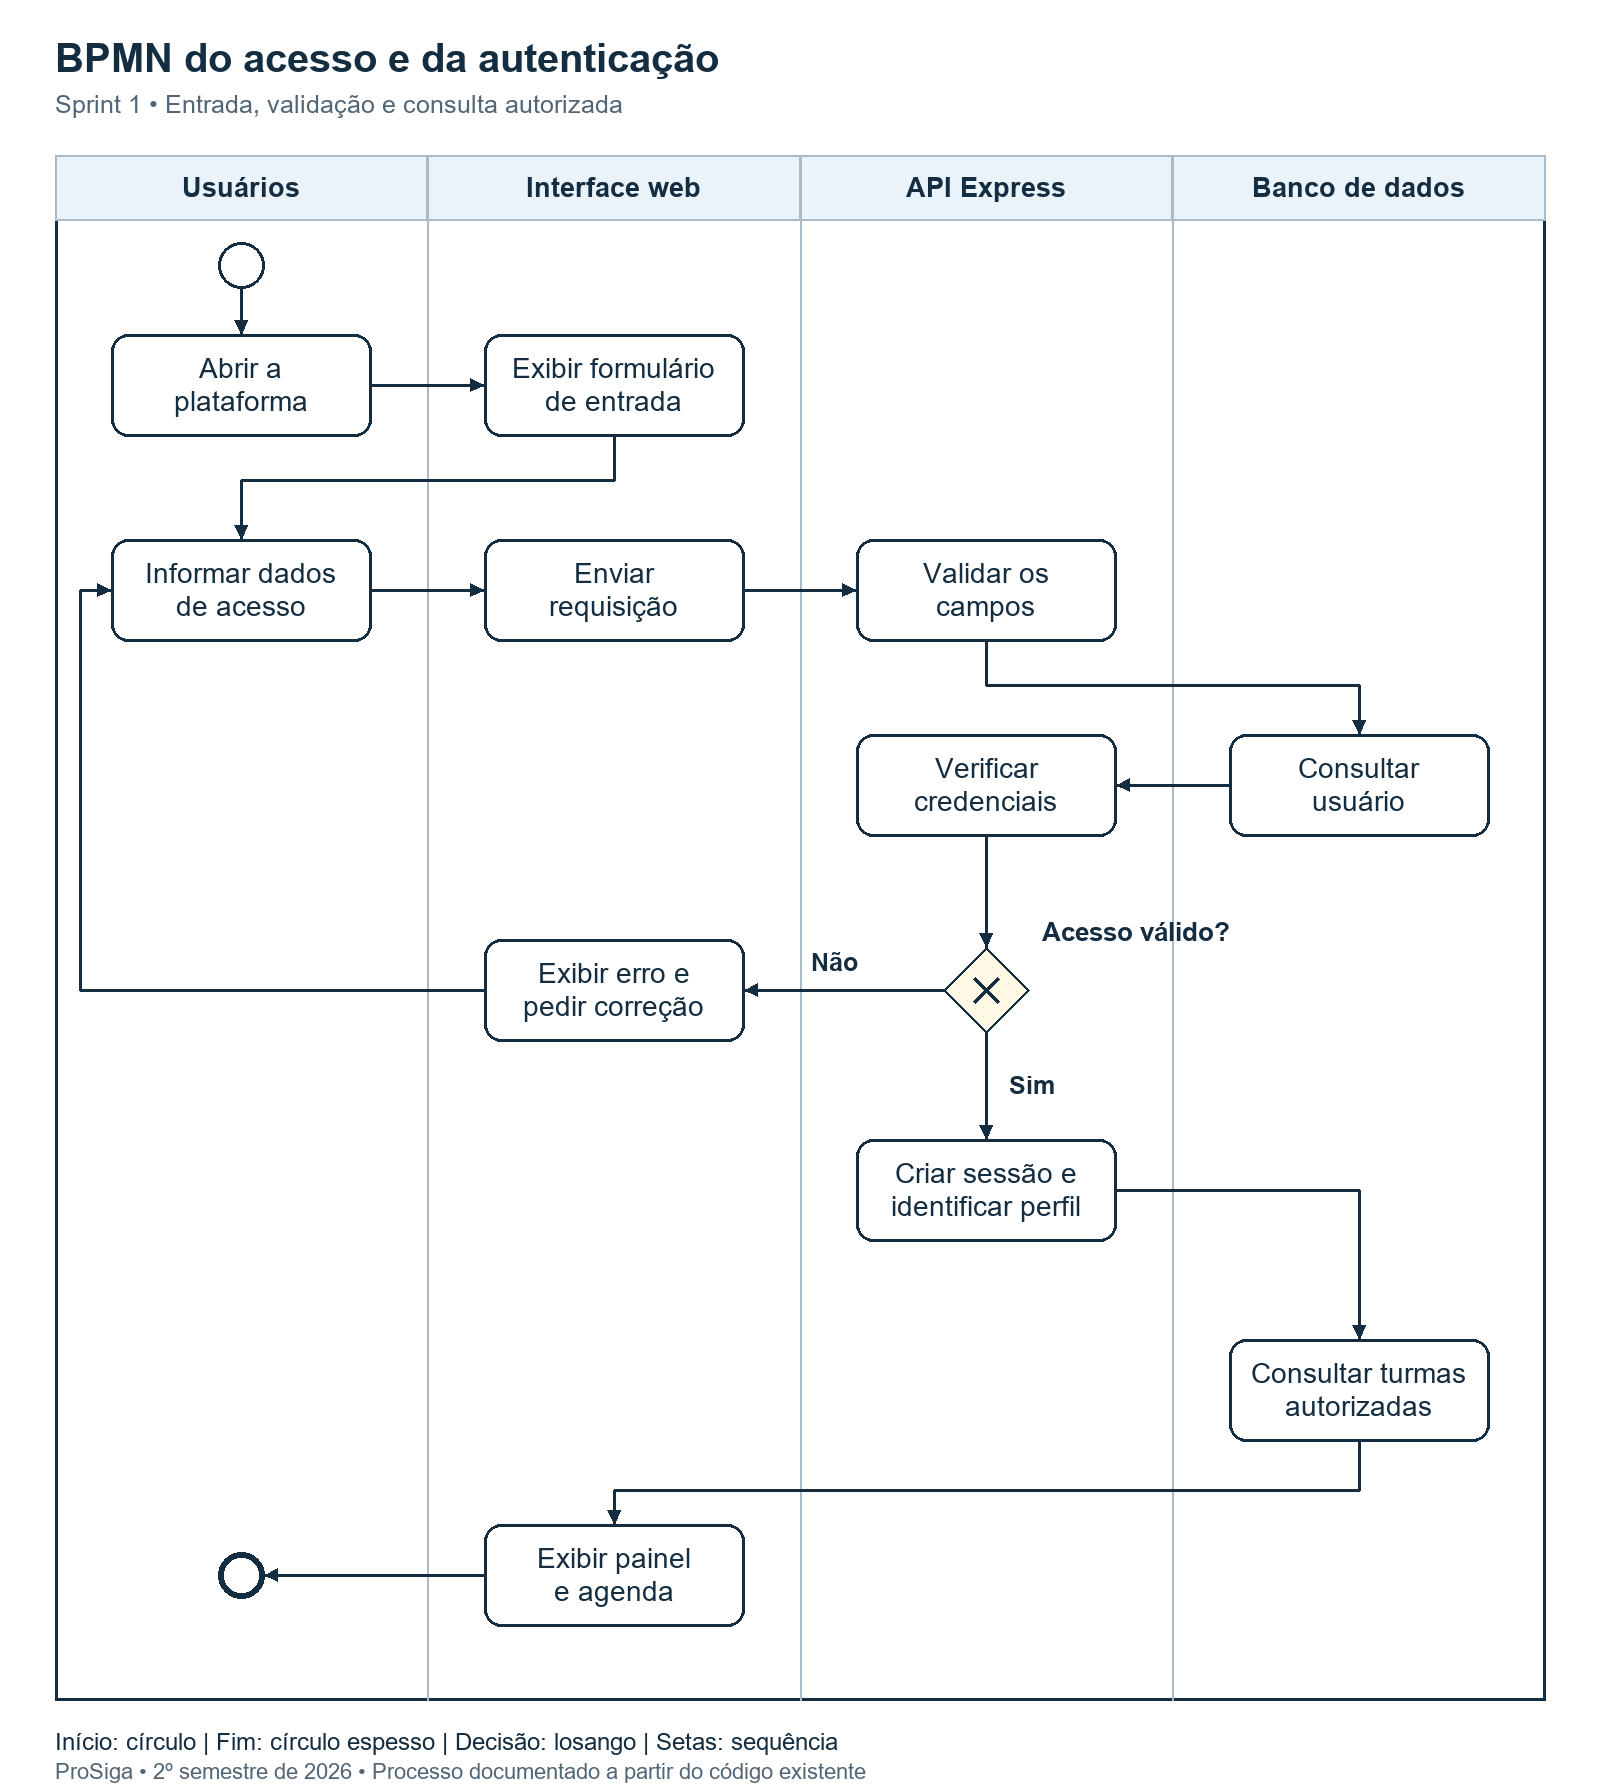 BPMN do acesso e da autenticação
Sprint 1 • Entrada, validação e consulta autorizada
Usuários
Interface web
API Express
Banco de dados
Abrir a
plataforma
Exibir formulário
de entrada
Informar dados
de acesso
Enviar
requisição
Validar os
campos
Verificar
credenciais
Consultar
usuário
Acesso válido?
Não
Exibir erro e
pedir correção
Sim
Criar sessão e
identificar perfil
Consultar turmas
autorizadas
Exibir painel
e agenda
Início: círculo | Fim: círculo espesso | Decisão: losango | Setas: sequência
ProSiga • 2º semestre de 2026 • Processo documentado a partir do código existente